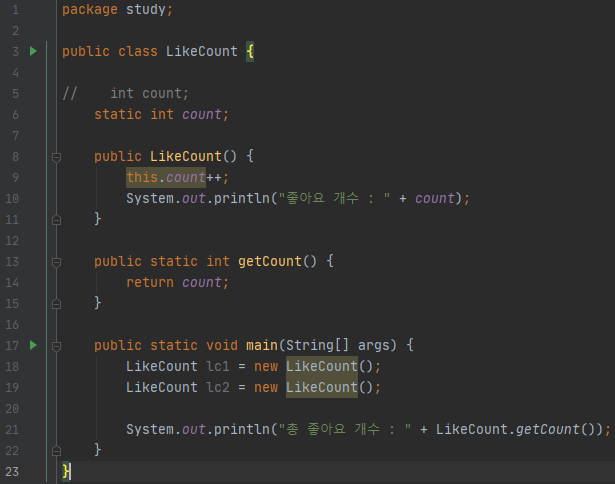 1 package study;
2
3 public class LikeCount {
4
5 //    int count;
6     static int count;
7
8     public LikeCount() {
9         this.count++;
10         System.out.println("좋아요 개수 : " + count);
11     }
12
13     public static int getCount() {
14         return count;
15     }
16
17     public static void main(String[] args) {
18         LikeCount lc1 = new LikeCount();
19         LikeCount lc2 = new LikeCount();
20
21         System.out.println("총 좋아요 개수 : " + LikeCount.getCount());
22     }
23 }